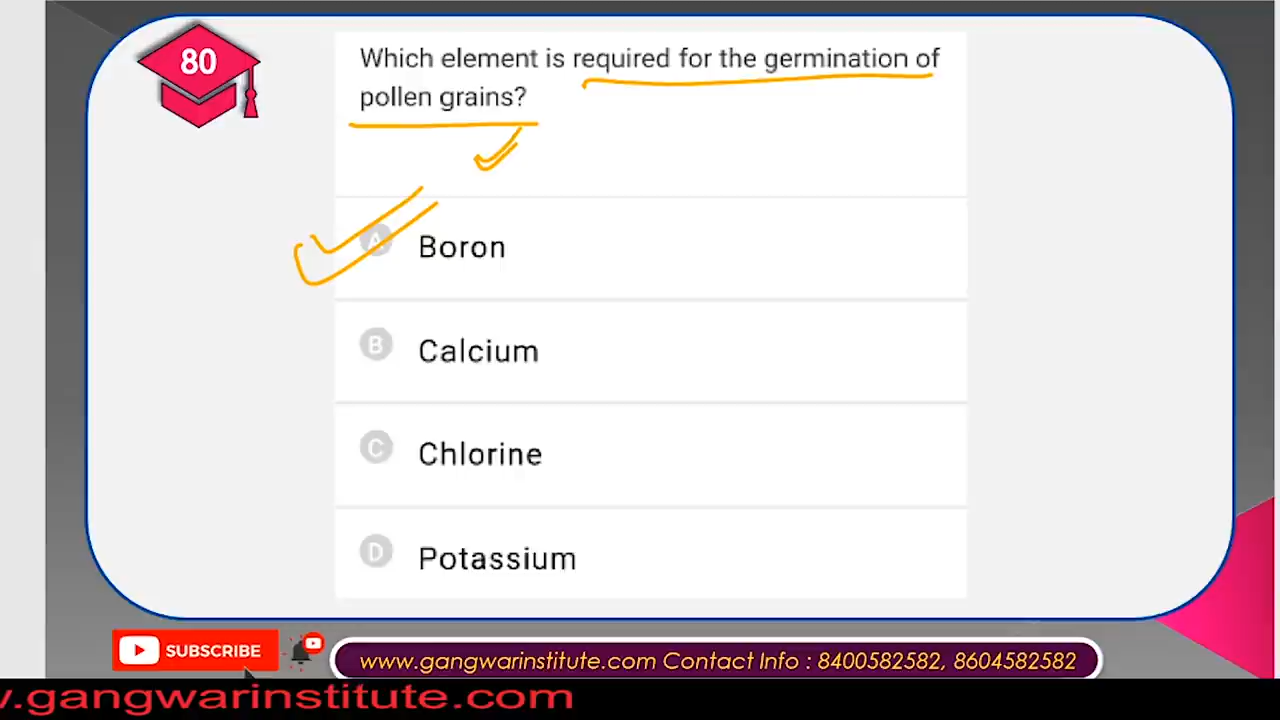 80
Which element is required for the germination of
pollen grains?
A Boron
B Calcium
C Chlorine
D Potassium
SUBSCRIBE
www.gangwarinstitute.com Contact Info : 8400582582, 8604582582
.gangwarinstitute.com